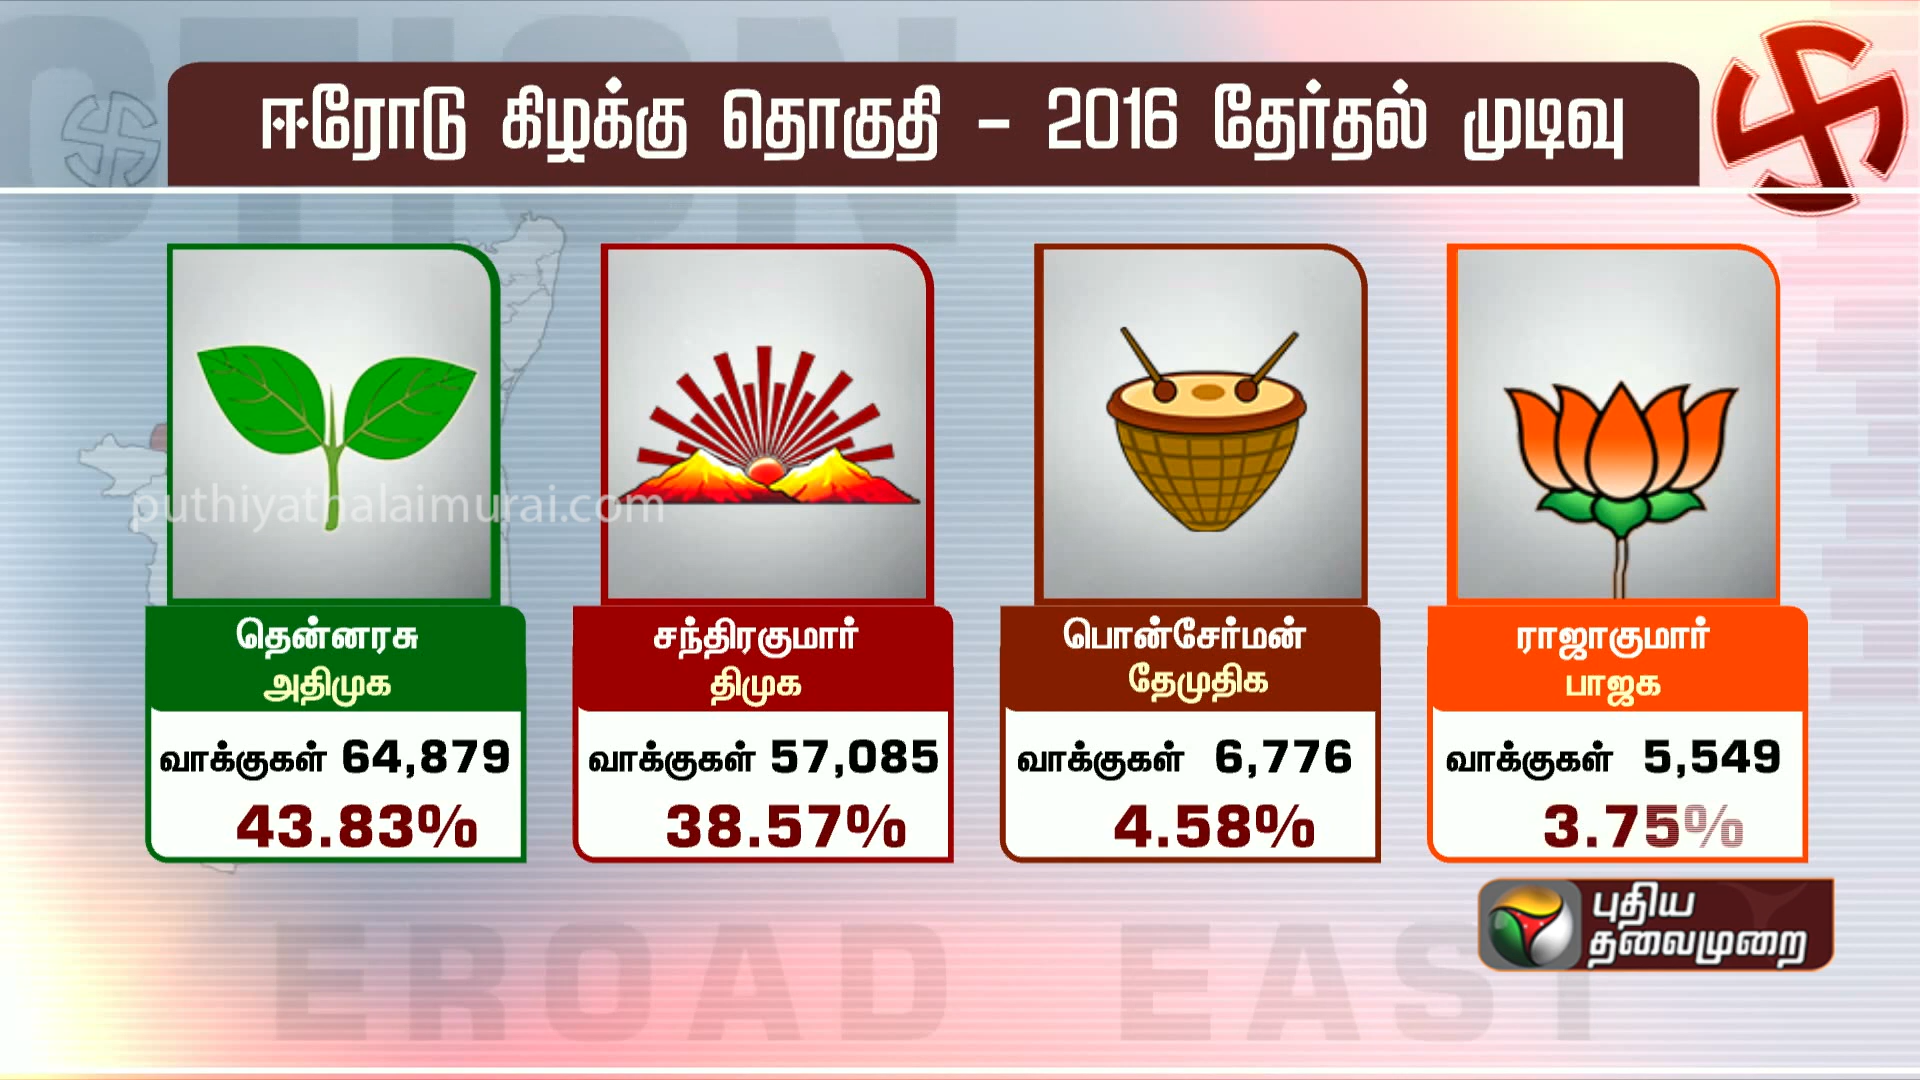 ஈரோடு கிழக்கு தொகுதி - 2016 தேர்தல் முடிவு
puthiyathalaimurai.com
தென்னரசு
அதிமுக
வாக்குகள் 64,879
43.83%
சந்திரகுமார்
திமுக
வாக்குகள் 57,085
38.57%
பொன்சேர்மன்
தேமுதிக
வாக்குகள் 6,776
4.58%
ராஜாகுமார்
பாஜக
வாக்குகள் 5,549
3.75%
புதிய
தலைமுறை
EROAD EAST